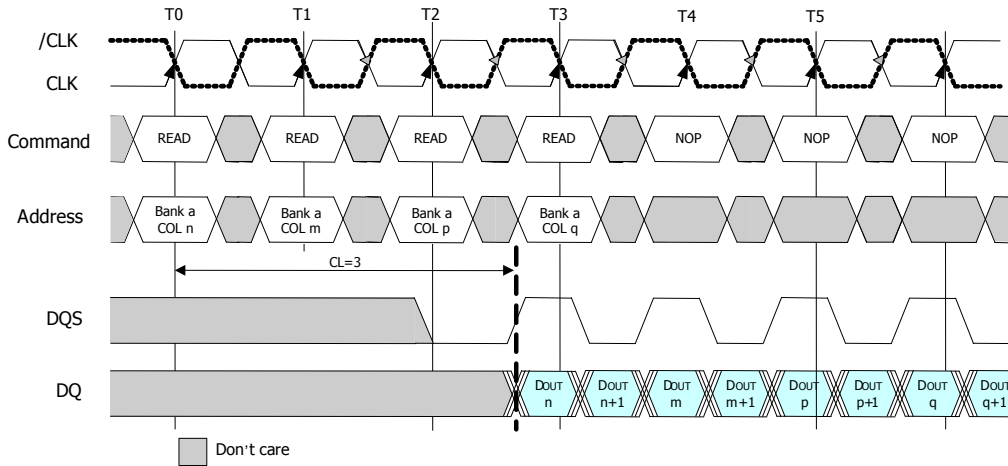 T0 T1 T2 T3 T4 T5
/CLK
CLK
Command READ READ READ READ NOP NOP NOP
Address Bank a COL n Bank a COL m Bank a COL p Bank a COL q
CL=3
DQS
DQ DOUT n DOUT n+1 DOUT m DOUT m+1 DOUT p DOUT p+1 DOUT q DOUT q+1
Don't care